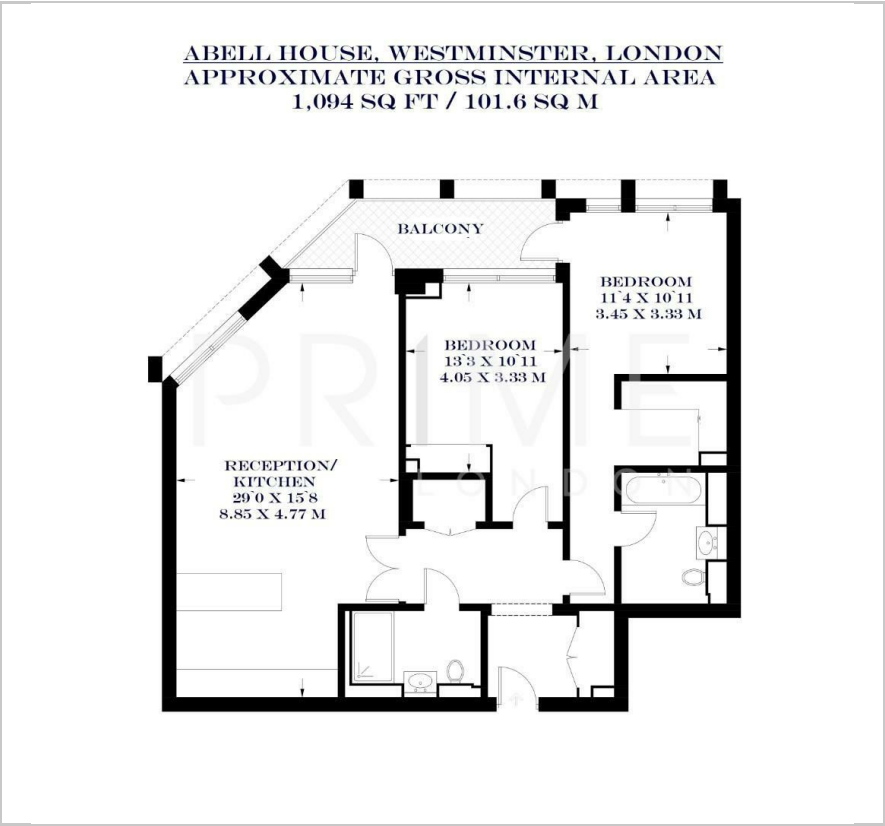 ABELL HOUSE, WESTMINSTER, LONDON
APPROXIMATE GROSS INTERNAL AREA
1,094 SQ FT / 101.6 SQ M
BALCONY
BEDROOM
11`4 X 10`11
3.45 X 3.33 M
BEDROOM
13`3 X 10`11
4.05 X 3.33 M
PRIME
LONDON
RECEPTION/
KITCHEN
29`0 X 15`8
8.85 X 4.77 M